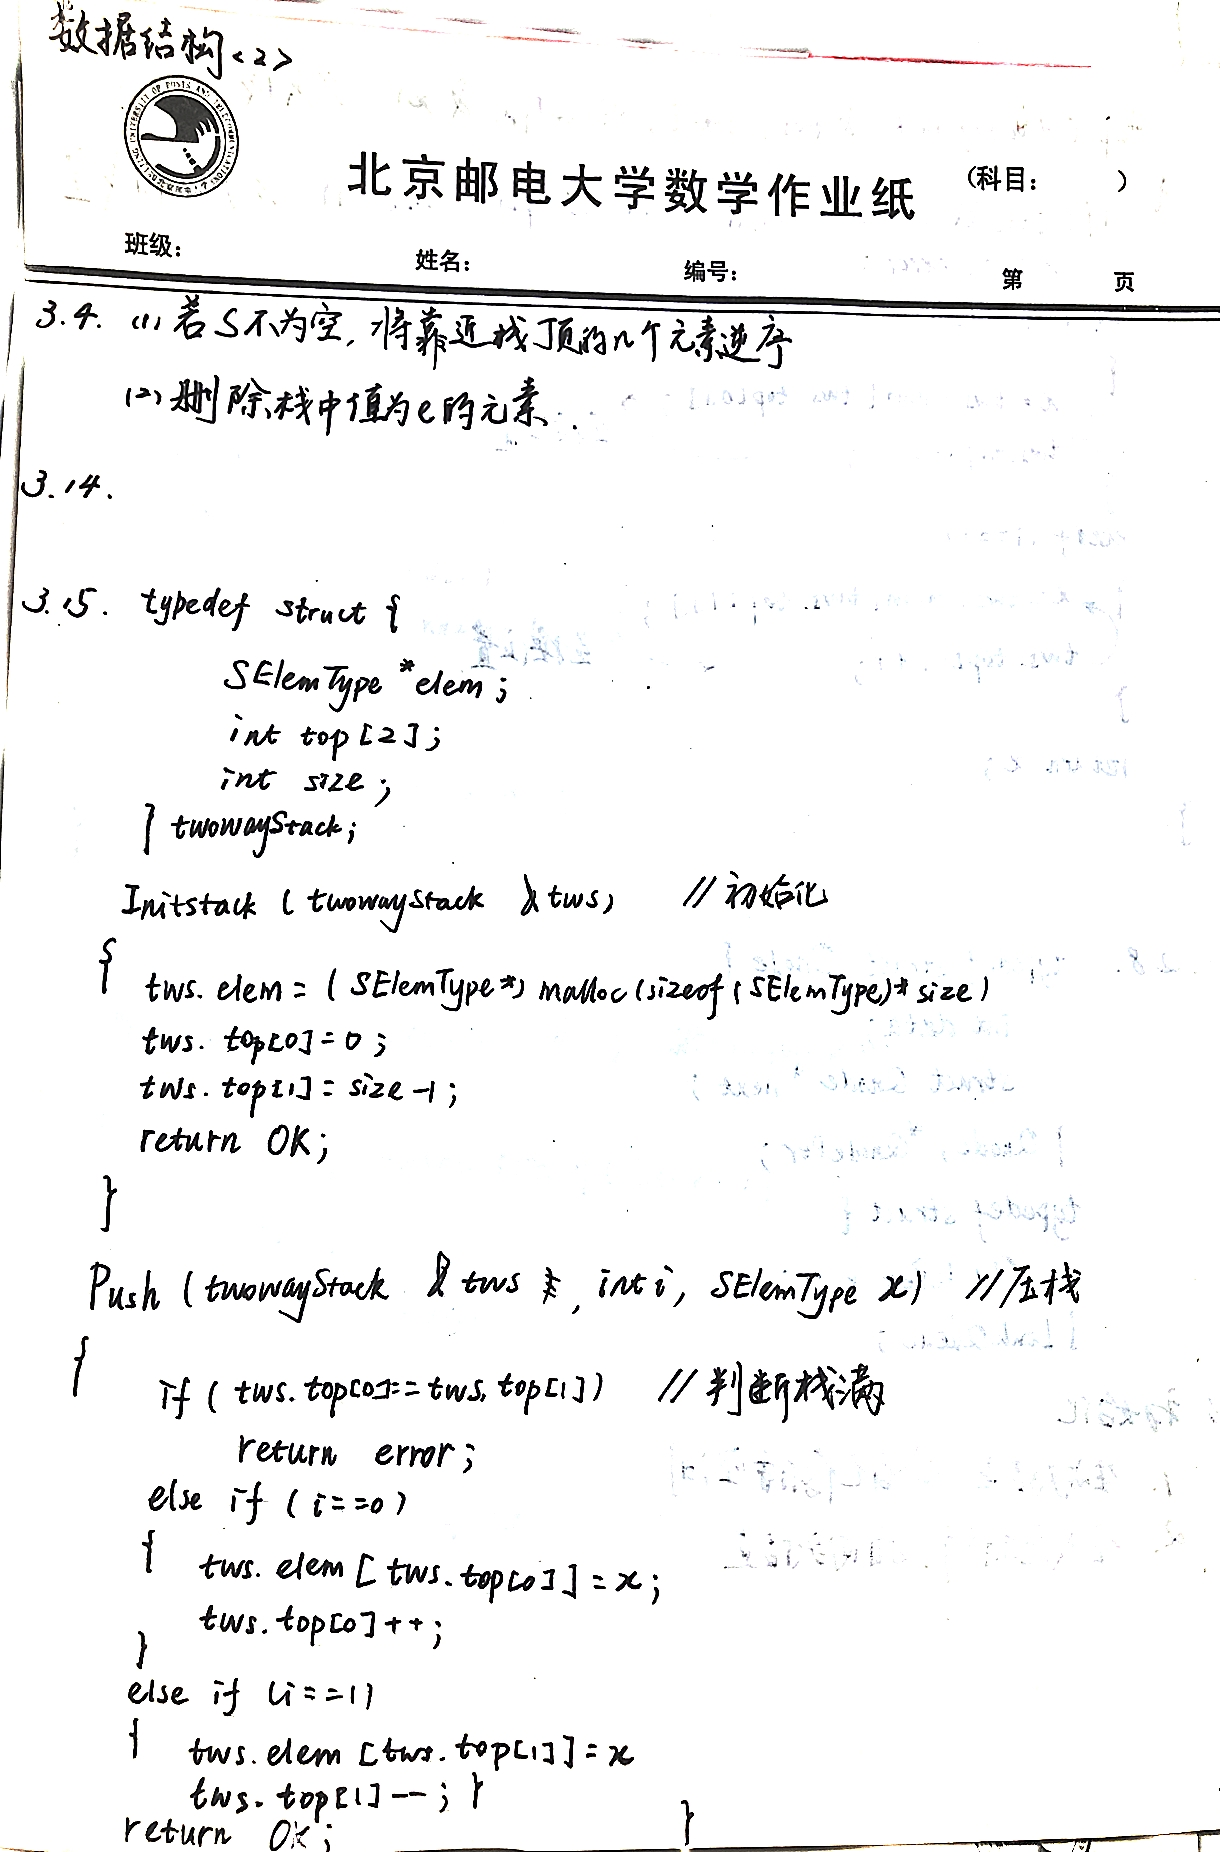 数据结构<2>
北京邮电大学数学作业纸 (科目: )
班级: 姓名: 编号: 第 页
3.4. (1) 若S不为空, 将靠近栈顶的n个元素逆序
(2) 删除栈中值为e的元素.
3.14.
3.15. typedef struct {
SElemType *elem;
int top[2];
int size;
} twowayStack;
Initstack (twowayStack &tws) //初始化
{
tws.elem = (SElemType*) malloc(sizeof(SElemType)* size)
tws.top[0]=0;
tws.top[1]=size-1;
return OK;
}
Push (twowayStack &tws, int i, SElemType x) //压栈
{
if (tws.top[0]==tws.top[1]) //判断栈满
return error;
else if (i==0)
{ tws.elem[tws.top[0]]=x;
tws.top[0]++;
}
else if (i==1)
{ tws.elem[tws.top[1]]=x
tws.top[1]--; }
return OK; }